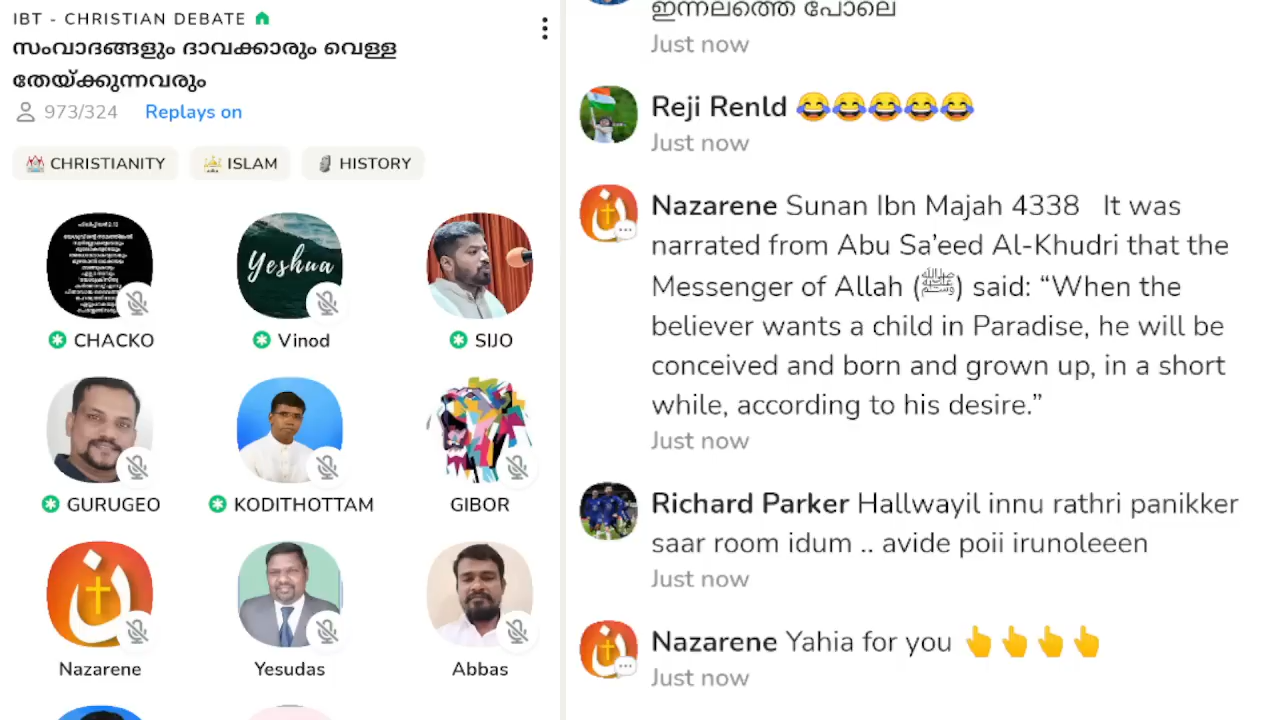 IBT - CHRISTIAN DEBATE
സംവാദങ്ങളും ദാവക്കാരും വെള്ള
തേയ്ക്കുന്നവരും
973/324 Replays on
CHRISTIANITY
ISLAM
HISTORY
ഫിലിപ്പിയർ 2:10
Yeshua
CHACKO
Vinod
SIJO
GURUGEO
KODITHOTTAM
GIBOR
Nazarene
Yesudas
Abbas
ഇന്നലത്തെ പോലെ
Just now
Reji Renld 😂😂😂😂😂
Just now
Nazarene Sunan Ibn Majah 4338 It was
narrated from Abu Sa’eed Al-Khudri that the
Messenger of Allah (ﷺ) said: “When the
believer wants a child in Paradise, he will be
conceived and born and grown up, in a short
while, according to his desire.”
Just now
Richard Parker Hallwayil innu rathri panikker
saar room idum .. avide poii irunoleeen
Just now
Nazarene Yahia for you 👆👆👆👆
Just now